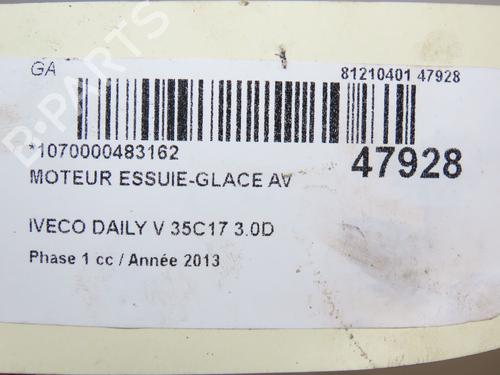 GA
81210401 47928
*1070000483162
47928
MOTEUR ESSUIE-GLACE AV
IVECO DAILY V 35C17 3.0D
Phase 1 cc / Année 2013
B-PARTS